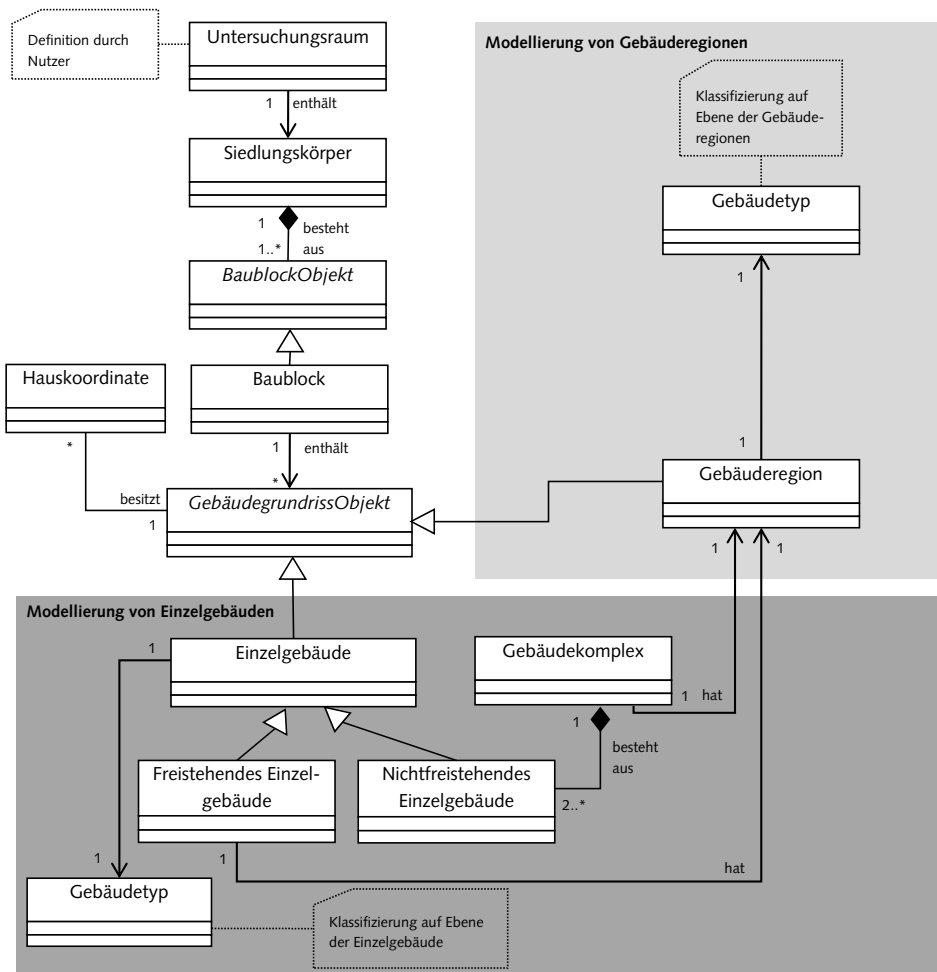 Definition durch
Nutzer
Untersuchungsraum
1
enthält
Siedlungskörper
1
besteht
aus
1..*
BaublockObjekt
Hauskoordinate
*
Baublock
1
enthält
*
besitzt
1
GebäudegrundrissObjekt
Modellierung von Gebäuderegionen
Klassifizierung auf
Ebene der Gebäude-
regionen
Gebäudetyp
1
1
Gebäuderegion
1
1
Modellierung von Einzelgebäuden
1
Einzelgebäude
Gebäudekomplex
1
hat
1
besteht
aus
2..*
Freistehendes Einzel-
gebäude
Nichtfreistehendes
Einzelgebäude
1
hat
1
Gebäudetyp
Klassifizierung auf Ebene
der Einzelgebäude